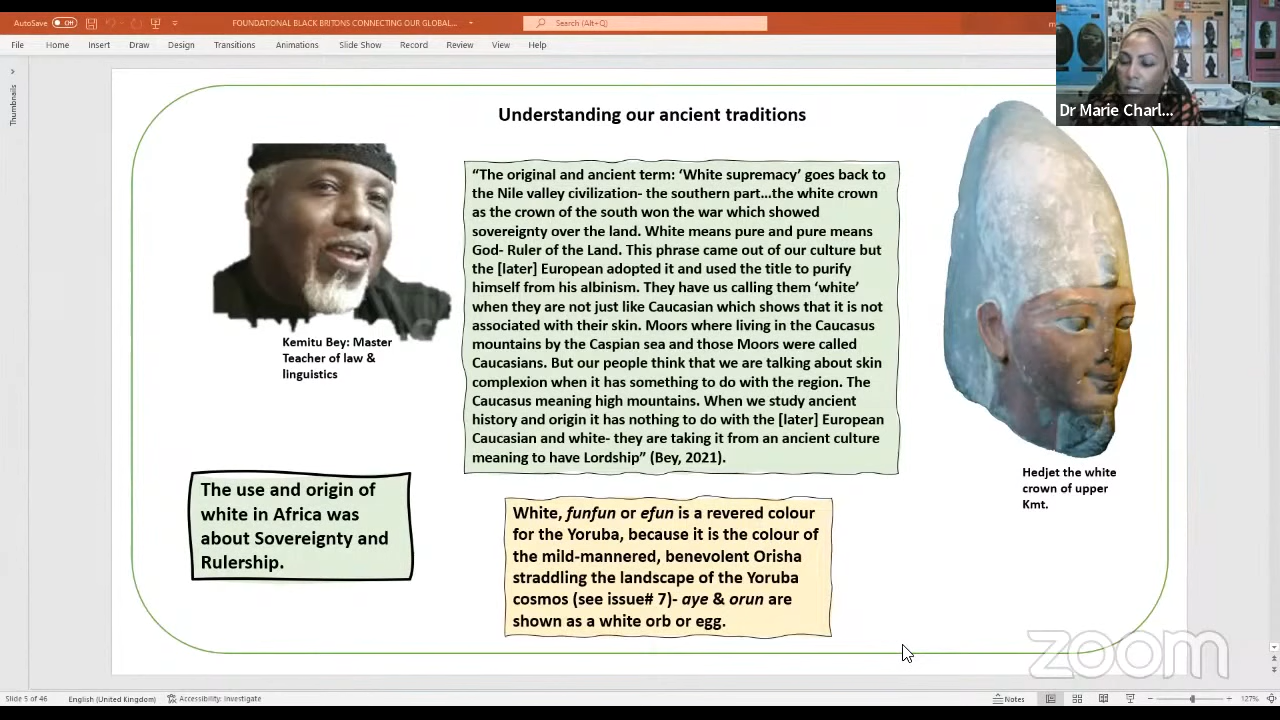 AutoSave
Off
FOUNDATIONAL BLACK BRITONS CONNECTING OUR GLOBAL...
Search (Alt+Q)
File Home Insert Draw Design Transitions Animations Slide Show Record Review View Help
Thumbnails
Dr Marie Charl...
Understanding our ancient traditions
Kemitu Bey: Master
Teacher of law &
linguistics
“The original and ancient term: ‘White supremacy’ goes back to
the Nile valley civilization- the southern part...the white crown
as the crown of the south won the war which showed
sovereignty over the land. White means pure and pure means
God- Ruler of the Land. This phrase came out of our culture but
the [later] European adopted it and used the title to purify
himself from his albinism. They have us calling them ‘white’
when they are not just like Caucasian which shows that it is not
associated with their skin. Moors where living in the Caucasus
mountains by the Caspian sea and those Moors were called
Caucasians. But our people think that we are talking about skin
complexion when it has something to do with the region. The
Caucasus meaning high mountains. When we study ancient
history and origin it has nothing to do with the [later] European
Caucasian and white- they are taking it from an ancient culture
meaning to have Lordship” (Bey, 2021).
Hedjet the white
crown of upper
Kmt.
The use and origin of
white in Africa was
about Sovereignty and
Rulership.
White, funfun or efun is a revered colour
for the Yoruba, because it is the colour of
the mild-mannered, benevolent Orisha
straddling the landscape of the Yoruba
cosmos (see issue# 7)- aye & orun are
shown as a white orb or egg.
zoom
Slide 5 of 46 English (United Kingdom) Accessibility: Investigate
Notes
127%